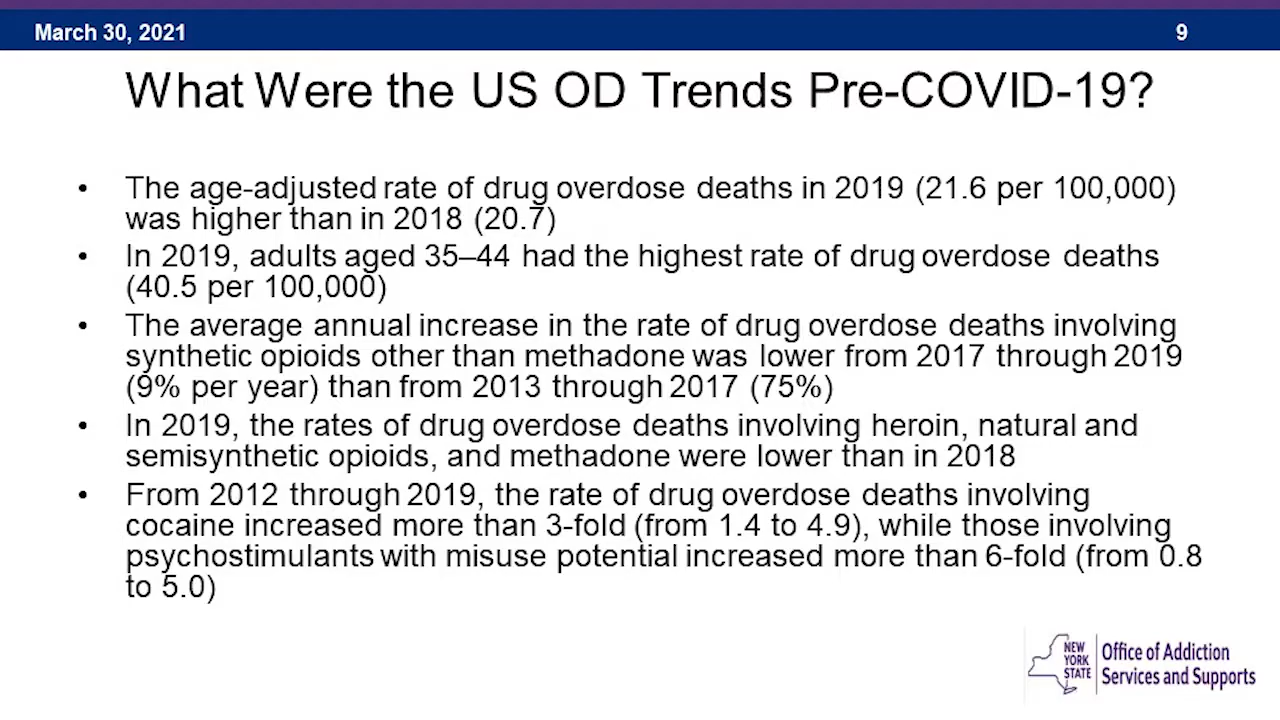 March 30, 2021
9
What Were the US OD Trends Pre-COVID-19?
• The age-adjusted rate of drug overdose deaths in 2019 (21.6 per 100,000)
was higher than in 2018 (20.7)
• In 2019, adults aged 35–44 had the highest rate of drug overdose deaths
(40.5 per 100,000)
• The average annual increase in the rate of drug overdose deaths involving
synthetic opioids other than methadone was lower from 2017 through 2019
(9% per year) than from 2013 through 2017 (75%)
• In 2019, the rates of drug overdose deaths involving heroin, natural and
semisynthetic opioids, and methadone were lower than in 2018
• From 2012 through 2019, the rate of drug overdose deaths involving
cocaine increased more than 3-fold (from 1.4 to 4.9), while those involving
psychostimulants with misuse potential increased more than 6-fold (from 0.8
to 5.0)
NEW
YORK
STATE
Office of Addiction
Services and Supports